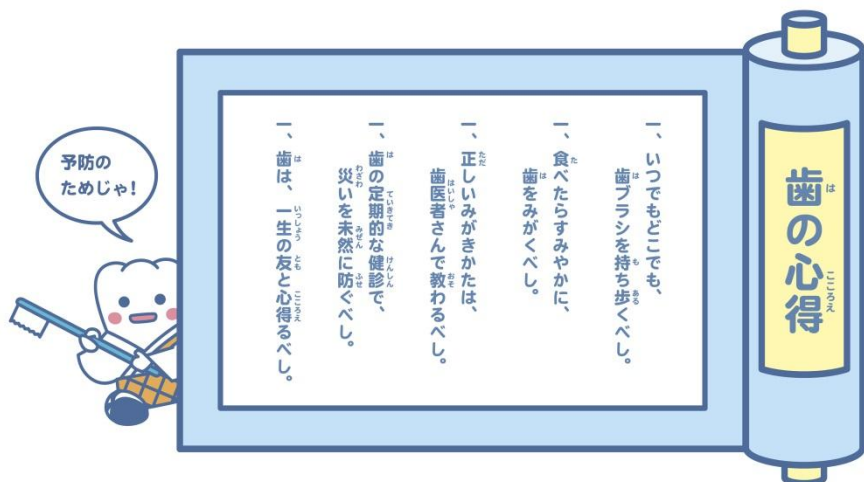 歯の心得
一、いつでもどこでも、
歯ブラシを持ち歩くべし。
一、食べたらすみやかに、
歯をみがくべし。
一、正しいみがきかたは、
歯医者さんで教わるべし。
一、歯の定期的な健診で、
災いを未然に防ぐべし。
一、歯は、一生の友と心得るべし。
予防の
ためじゃ!